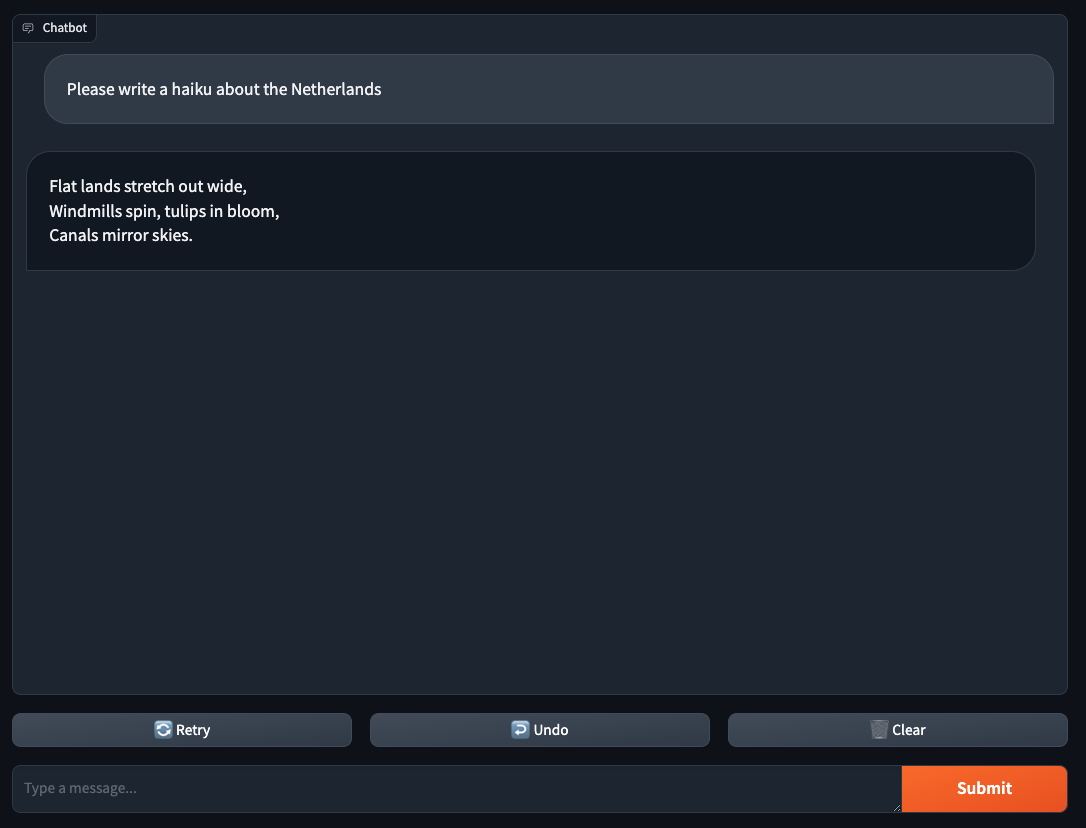 Chatbot
Please write a haiku about the Netherlands
Flat lands stretch out wide,
Windmills spin, tulips in bloom,
Canals mirror skies.
Retry
Undo
Clear
Type a message...
Submit